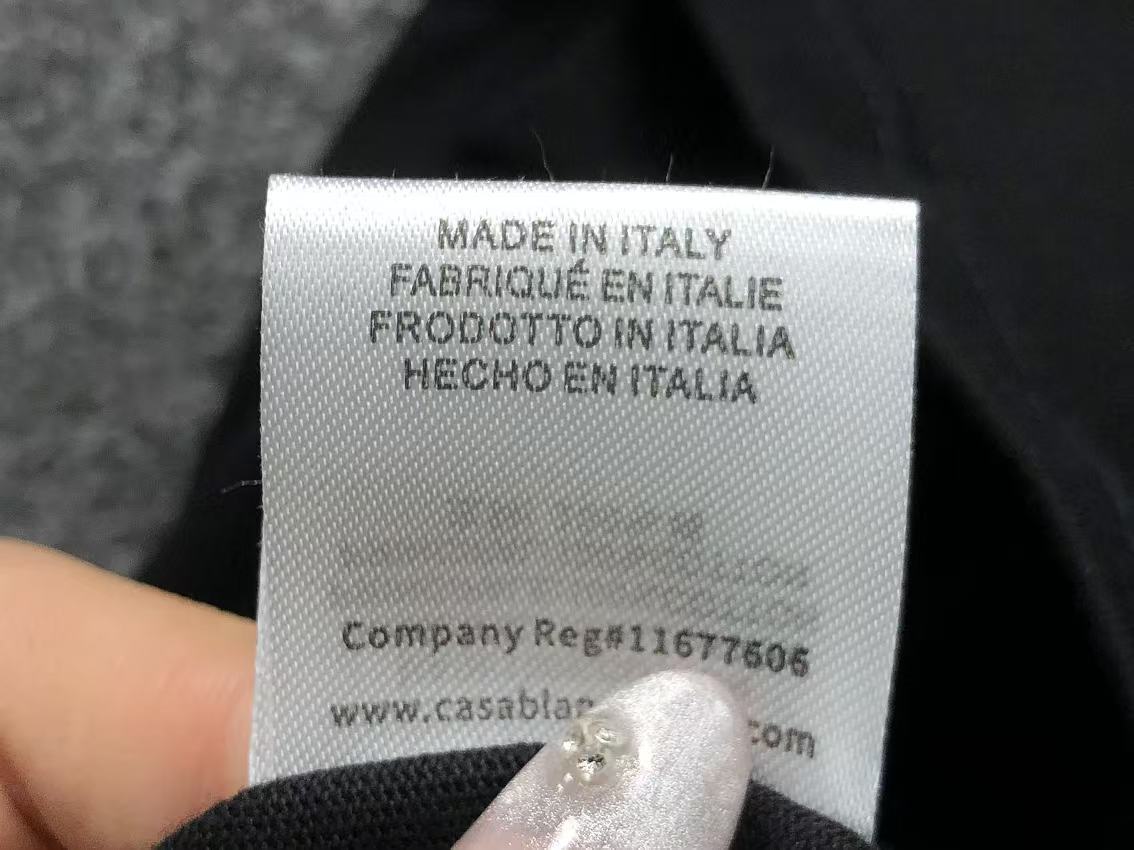 MADE IN ITALY
FABRIQUÉ EN ITALIE
FRODOTTO IN ITALIA
HECHO EN ITALIA
Company Reg#11677606
www.casablan
.com